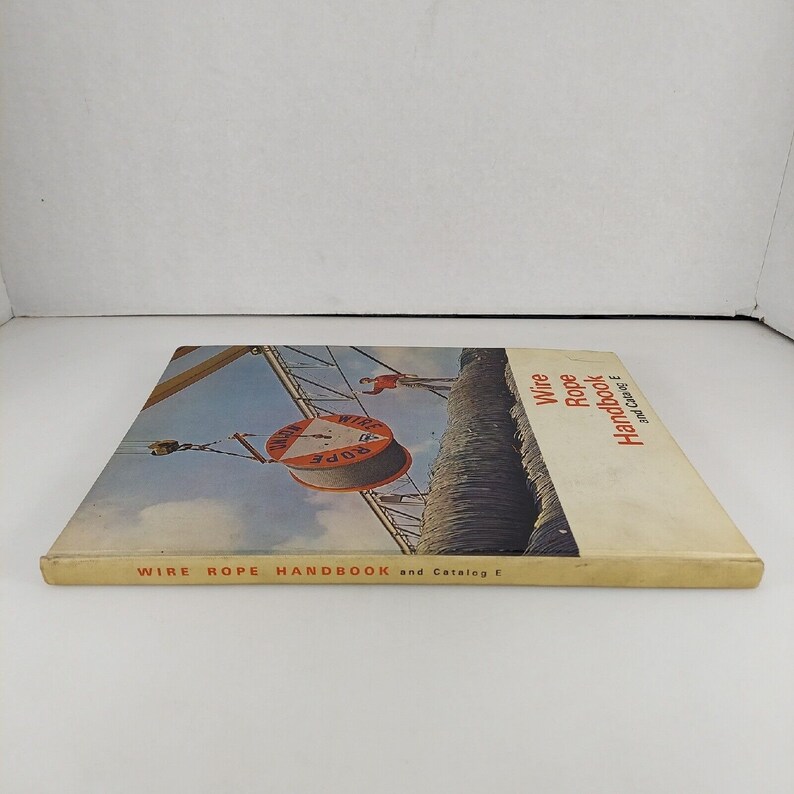 Wire
Rope
Handbook
and Catalog E
UNION
WIRE
ROPE
WIRE ROPE HANDBOOK and Catalog E